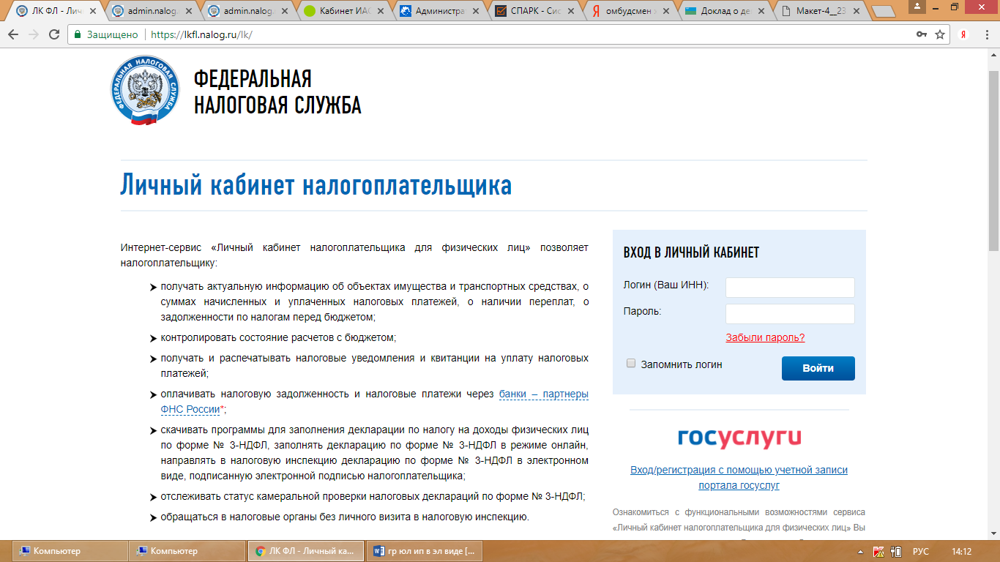 ЛК ФЛ - Лич
admin.nalog.
admin.nalog.
Кабинет ИАС
Администра
СПАРК - Сис
омбудсмен
Доклад о де
Макет-4__23
Защищено
https://lkfl.nalog.ru/lk/
ФЕДЕРАЛЬНАЯ НАЛОГОВАЯ СЛУЖБА
ФЕДЕРАЛЬНАЯ
НАЛОГОВАЯ СЛУЖБА
Личный кабинет налогоплательщика
Интернет-сервис «Личный кабинет налогоплательщика для физических лиц» позволяет
налогоплательщику:
получать актуальную информацию об объектах имущества и транспортных средствах, о
суммах начисленных и уплаченных налоговых платежей, о наличии переплат, о
задолженности по налогам перед бюджетом;
контролировать состояние расчетов с бюджетом;
получать и распечатывать налоговые уведомления и квитанции на уплату налоговых
платежей;
оплачивать налоговую задолженность и налоговые платежи через банки – партнеры
ФНС России*;
скачивать программы для заполнения декларации по налогу на доходы физических лиц
по форме № 3-НДФЛ, заполнять декларацию по форме № 3-НДФЛ в режиме онлайн,
направлять в налоговую инспекцию декларацию по форме № 3-НДФЛ в электронном
виде, подписанную электронной подписью налогоплательщика;
отслеживать статус камеральной проверки налоговых деклараций по форме № 3-НДФЛ;
обращаться в налоговые органы без личного визита в налоговую инспекцию.
ВХОД В ЛИЧНЫЙ КАБИНЕТ
Логин (Ваш ИНН):
Пароль:
Забыли пароль?
Запомнить логин
Войти
госуслуги
Вход/регистрация с помощью учетной записи
портала госуслуг
Ознакомиться с функциональными возможностями сервиса
«Личный кабинет налогоплательщика для физических лиц» Вы
Компьютер
Компьютер
ЛК ФЛ - Личный ка...
гр юл ип в эл виде [...
РУС
14:12